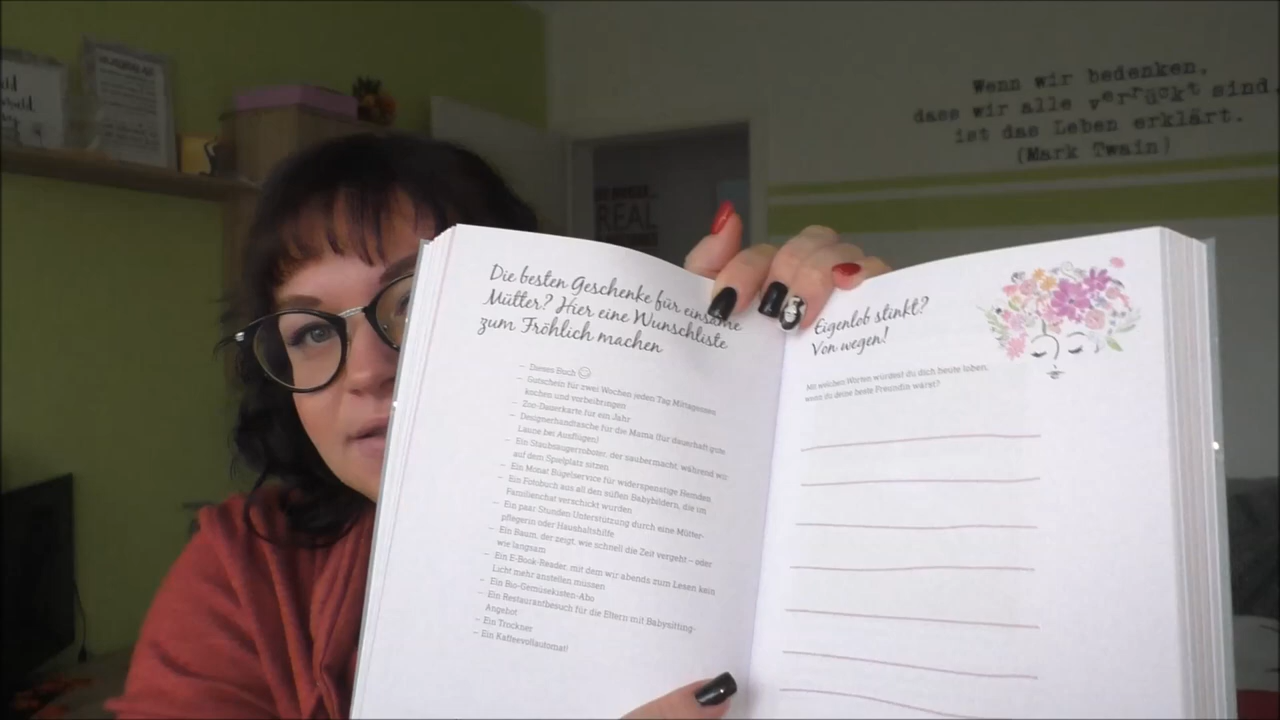 Wenn wir bedenken,
dass wir alle verrückt sind,
ist das Leben erklärt.
(Mark Twain)
REAL
Die besten Geschenke für einsame
Mütter? Hier eine Wunschliste
zum Fröhlich machen
– Dieses Buch ☺
– Gutschein für zwei Wochen jeden Tag Mittagessen
kochen und vorbeibringen
– Zoo-Dauerkarte für ein Jahr
– Designerhandtasche für die Mama (für dauerhaft gute
Laune bei Ausflügen)
– Ein Staubsaugerroboter, der saubermacht, während wir
auf dem Spielplatz sitzen
– Ein Monat Bügelservice für widerspenstige Hemden
– Ein Fotobuch aus all den süßen Babybildern, die im
Familienchat verschickt wurden
– Ein paar Stunden Unterstützung durch eine Mütter-
pflegerin oder Haushaltshilfe
– Ein Baum, der zeigt, wie schnell die Zeit vergeht – oder
wie langsam
– Ein E-Book-Reader, mit dem wir abends zum Lesen kein
Licht mehr anstellen müssen
– Ein Bio-Gemüsekisten-Abo
– Ein Restaurantbesuch für die Eltern mit Babysitting-
Angebot
– Ein Trockner
– Ein Kaffeevollautomat!
Eigenlob stinkt?
Von wegen!
Mit welchen Worten würdest du dich heute loben,
wenn du deine beste Freundin wärst?